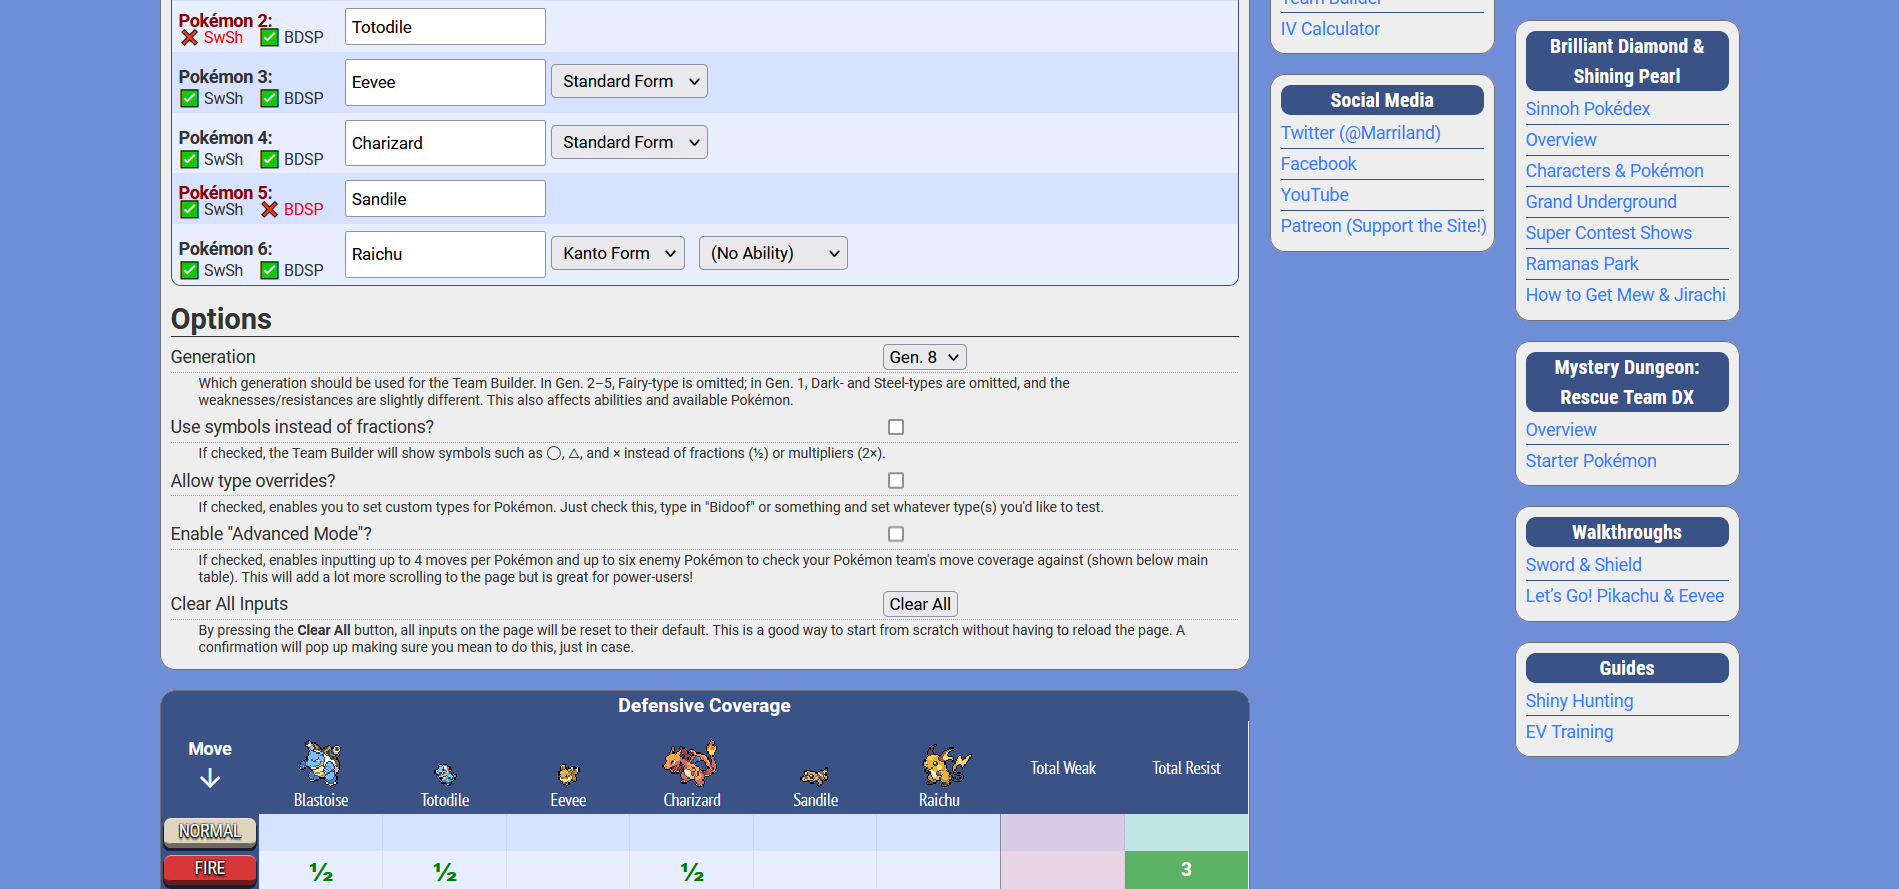 Pokémon 2:
SwSh BDSP
Totodile
Pokémon 3:
SwSh BDSP
Eevee
Standard Form
Pokémon 4:
SwSh BDSP
Charizard
Standard Form
Pokémon 5:
SwSh BDSP
Sandile
Pokémon 6:
SwSh BDSP
Raichu
Kanto Form
(No Ability)
Options
Generation
Gen. 8
Which generation should be used for the Team Builder. In Gen. 2–5, Fairy-type is omitted; in Gen. 1, Dark- and Steel-types are omitted, and the
weaknesses/resistances are slightly different. This also affects abilities and available Pokémon.
Use symbols instead of fractions?
If checked, the Team Builder will show symbols such as ◯, △, and × instead of fractions (½) or multipliers (2×).
Allow type overrides?
If checked, enables you to set custom types for Pokémon. Just check this, type in "Bidoof" or something and set whatever type(s) you'd like to test.
Enable "Advanced Mode"?
If checked, enables inputting up to 4 moves per Pokémon and up to six enemy Pokémon to check your Pokémon team's move coverage against (shown below main
table). This will add a lot more scrolling to the page but is great for power-users!
Clear All Inputs
Clear All
By pressing the Clear All button, all inputs on the page will be reset to their default. This is a good way to start from scratch without having to reload the page. A
confirmation will pop up making sure you mean to do this, just in case.
Defensive Coverage
Move
Blastoise
Totodile
Eevee
Charizard
Sandile
Raichu
Total Weak
Total Resist
NORMAL
FIRE
½ ½ ½ 3
Team Builder
IV Calculator
Social Media
Twitter (@Marriland)
Facebook
YouTube
Patreon (Support the Site!)
Brilliant Diamond &
Shining Pearl
Sinnoh Pokédex
Overview
Characters & Pokémon
Grand Underground
Super Contest Shows
Ramanas Park
How to Get Mew & Jirachi
Mystery Dungeon:
Rescue Team DX
Overview
Starter Pokémon
Walkthroughs
Sword & Shield
Let's Go! Pikachu & Eevee
Guides
Shiny Hunting
EV Training